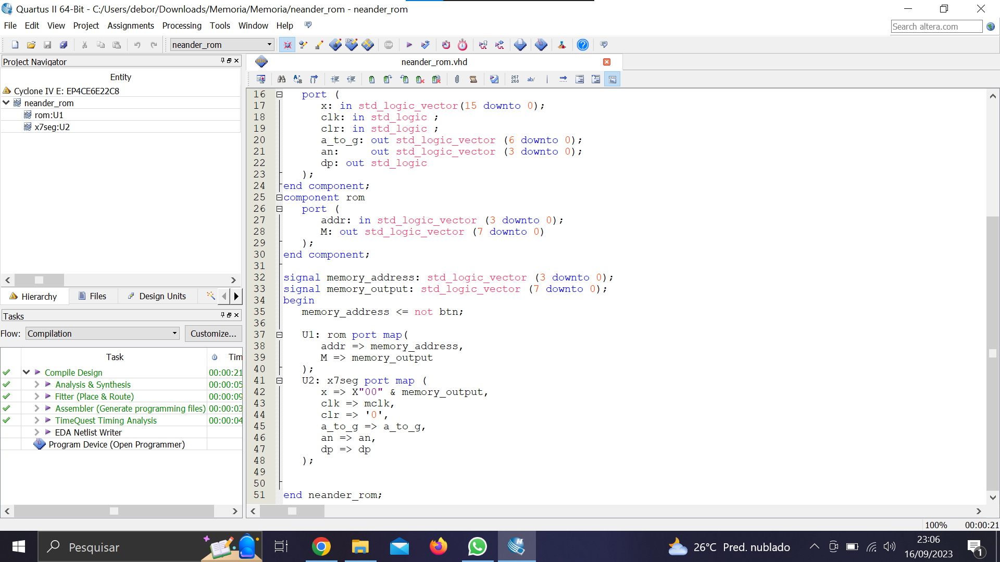 Quartus II 64-Bit - C:/Users/debor/Downloads/Memoria/Memoria/neander_rom - neander_rom
File Edit View Project Assignments Processing Tools Window Help
Search altera.com
neander_rom
STOP
Project Navigator
Entity
Cyclone IV E: EP4CE6E22C8
neander_rom
rom:U1
x7seg:U2
Hierarchy
Files
Design Units
Tasks
Flow: Compilation
Customize...
Task
Tim
Compile Design 00:00:21
Analysis & Synthesis 00:00:05
Fitter (Place & Route) 00:00:09
Assembler (Generate programming files) 00:00:03
TimeQuest Timing Analysis 00:00:04
EDA Netlist Writer
Program Device (Open Programmer)
neander_rom.vhd
267
268
ab/
16 port (
17 x: in std_logic_vector(15 downto 0);
18 clk: in std_logic ;
19 clr: in std_logic ;
20 a_to_g: out std_logic_vector (6 downto 0);
21 an: out std_logic_vector (3 downto 0);
22 dp: out std_logic
23 );
24 end component;
25 component rom
26 port (
27 addr: in std_logic_vector (3 downto 0);
28 M: out std_logic_vector (7 downto 0)
29 );
30 end component;
31
32 signal memory_address: std_logic_vector (3 downto 0);
33 signal memory_output: std_logic_vector (7 downto 0);
34 begin
35 memory_address <= not btn;
36
37 U1: rom port map(
38 addr => memory_address,
39 M => memory_output
40 );
41 U2: x7seg port map (
42 x => X"00" & memory_output,
43 clk => mclk,
44 clr => '0',
45 a_to_g => a_to_g,
46 an => an,
47 dp => dp
48 );
49
50
51 end neander_rom;
100% 00:00:21
Pesquisar
26°C Pred. nublado
23:06
16/09/2023
1